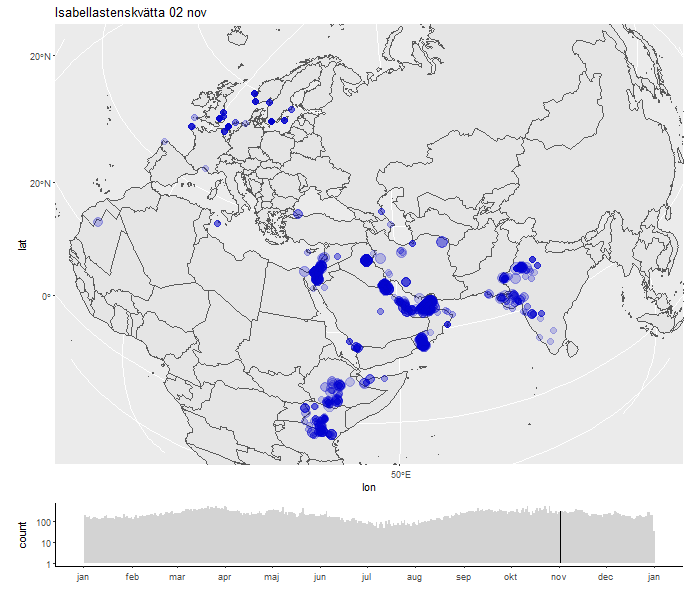 Isabellastenskvätta 02 nov
20°N
20°N
0°
lat
50°E
lon
count
100
10
1
jan feb mar apr maj jun jul aug sep okt nov dec jan